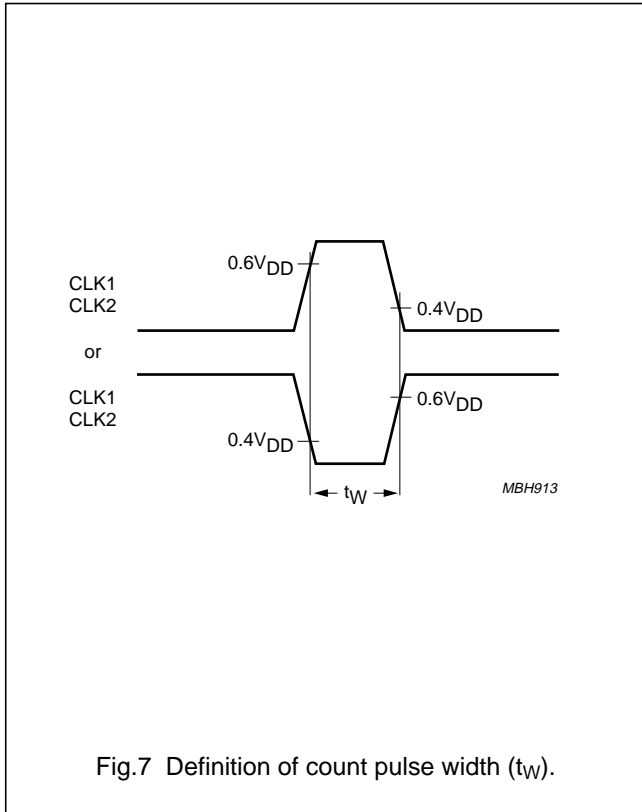 0.6VDD
CLK1
CLK2
0.4VDD
or
CLK1
CLK2
0.6VDD
0.4VDD
tW
MBH913
Fig.7 Definition of count pulse width (tW).